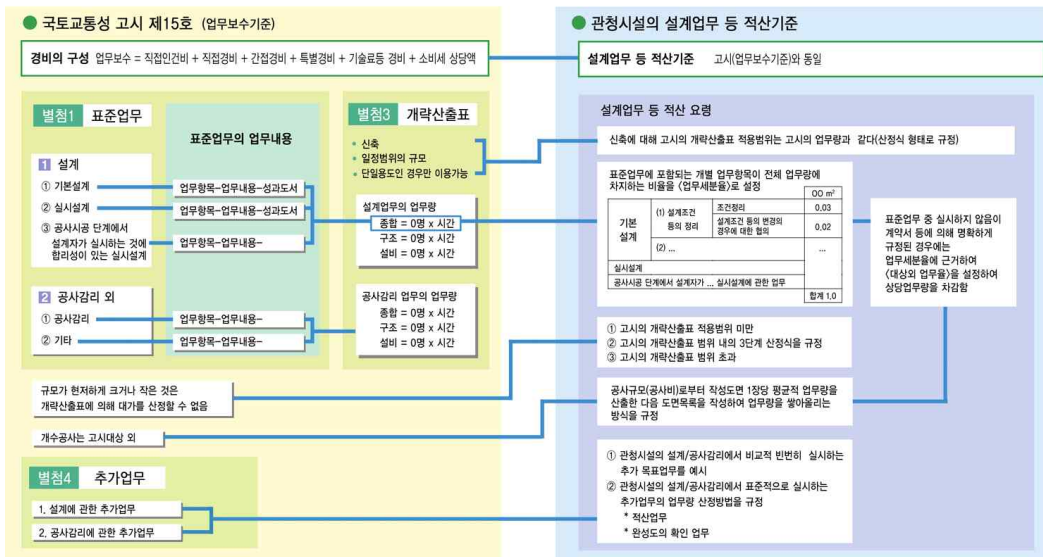 국토교통성 고시 제15호 (업무보수기준)
경비의 구성 업무보수 = 직접인건비 + 직접경비 + 간접경비 + 특별경비 + 기술료등 경비 + 소비세 상당액
별첨1 표준업무
표준업무의 업무내용
1 설계
① 기본설계
업무항목-업무내용-성과도서
② 실시설계
업무항목-업무내용-성과도서
③ 공사시공 단계에서
설계자가 실시하는 것에
합리성이 있는 실시설계
업무항목-업무내용-
2 공사감리 외
① 공사감리
업무항목-업무내용-
② 기타
업무항목-업무내용-
별첨3 개략산출표
• 신축
• 일정범위의 규모
• 단일용도인 경우만 이용가능
설계업무의 업무량
종합 = 0명 x 시간
구조 = 0명 x 시간
설비 = 0명 x 시간
공사감리 업무의 업무량
종합 = 0명 x 시간
구조 = 0명 x 시간
설비 = 0명 x 시간
규모가 현저하게 크거나 작은 것은
개략산출표에 의해 대가를 산정할 수 없음
개수공사는 고시대상 외
별첨4 추가업무
1. 설계에 관한 추가업무
2. 공사감리에 관한 추가업무
관청시설의 설계업무 등 적산기준
설계업무 등 적산기준 고시(업무보수기준)와 동일
설계업무 등 적산 요령
신축에 대해 고시의 개략산출표 적용범위는 고시의 업무량과 같다(산정식 형태로 규정)
표준업무에 포함되는 개별 업무항목이 전체 업무량에
차지하는 비율을 〈업무세분율〉로 설정
OO m²
기본
설계
(1) 설계조건
등의 정리
조건정리
0.03
설계조건 등의 변경의
경우에 대한 협의
0.02
(2) ...
...
실시설계
공사시공 단계에서 설계자가 ... 실시설계에 관한 업무
합계 1,0
표준업무 중 실시하지 않음이
계약서 등에 의해 명확하게
규정된 경우에는
업무세분율에 근거하여
〈대상외 업무율〉을 설정하여
상당업무량을 차감함
① 고시의 개략산출표 적용범위 미만
② 고시의 개략산출표 범위 내의 3단계 산정식을 규정
③ 고시의 개략산출표 범위 초과
공사규모(공사비)로부터 작성도면 1장당 평균적 업무량을
산출한 다음 도면목록을 작성하여 업무량을 쌓아올리는
방식을 규정
① 관청시설의 설계/공사감리에서 비교적 빈번히 실시하는
추가 목표업무를 예시
② 관청시설의 설계/공사감리에서 표준적으로 실시하는
추가업무의 업무량 산정방법을 규정
* 적산업무
* 완성도의 확인 업무